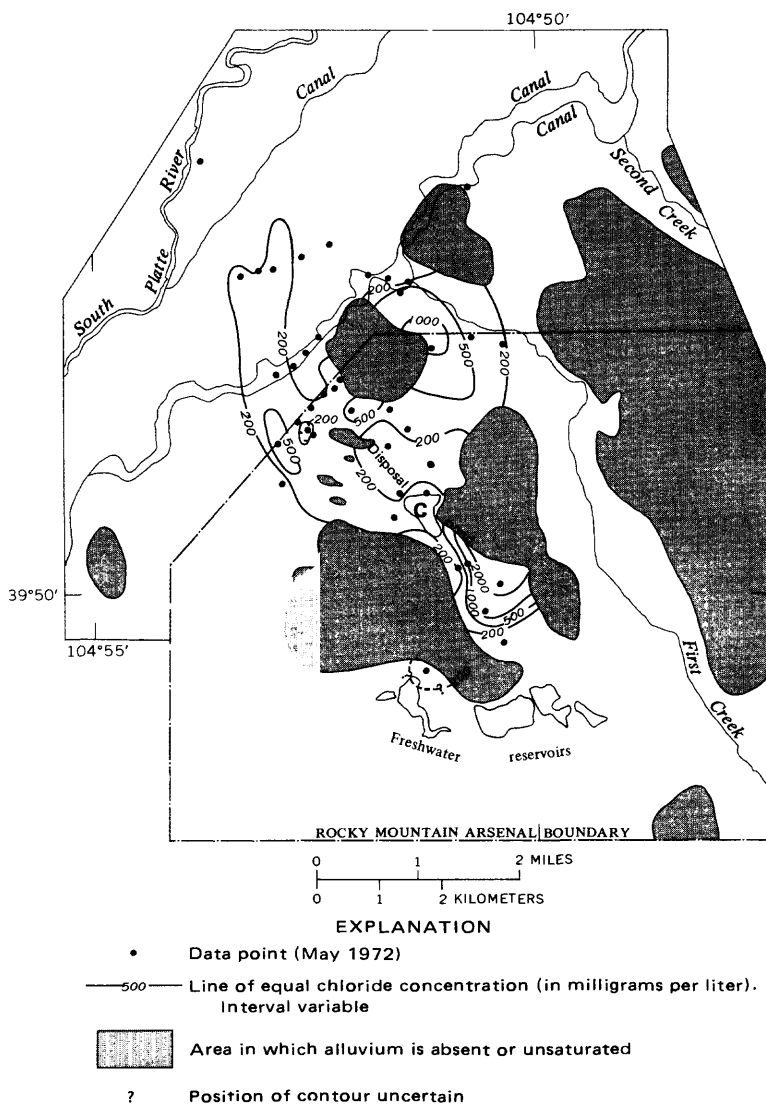 104°50'
Canal
Canal
Canal
River
Platte
South
Second
Creek
200
1000
500
200
200
200
200
500
500
200
Disposal
200
C
200
2000
1000
500
200
39°50'
104°55'
First
Creek
Freshwater
reservoirs
ROCKY MOUNTAIN ARSENAL BOUNDARY
0 1 2 MILES
0 1 2 KILOMETERS
EXPLANATION
Data point (May 1972)
500 Line of equal chloride concentration (in milligrams per liter).
Interval variable
Area in which alluvium is absent or unsaturated
? Position of contour uncertain